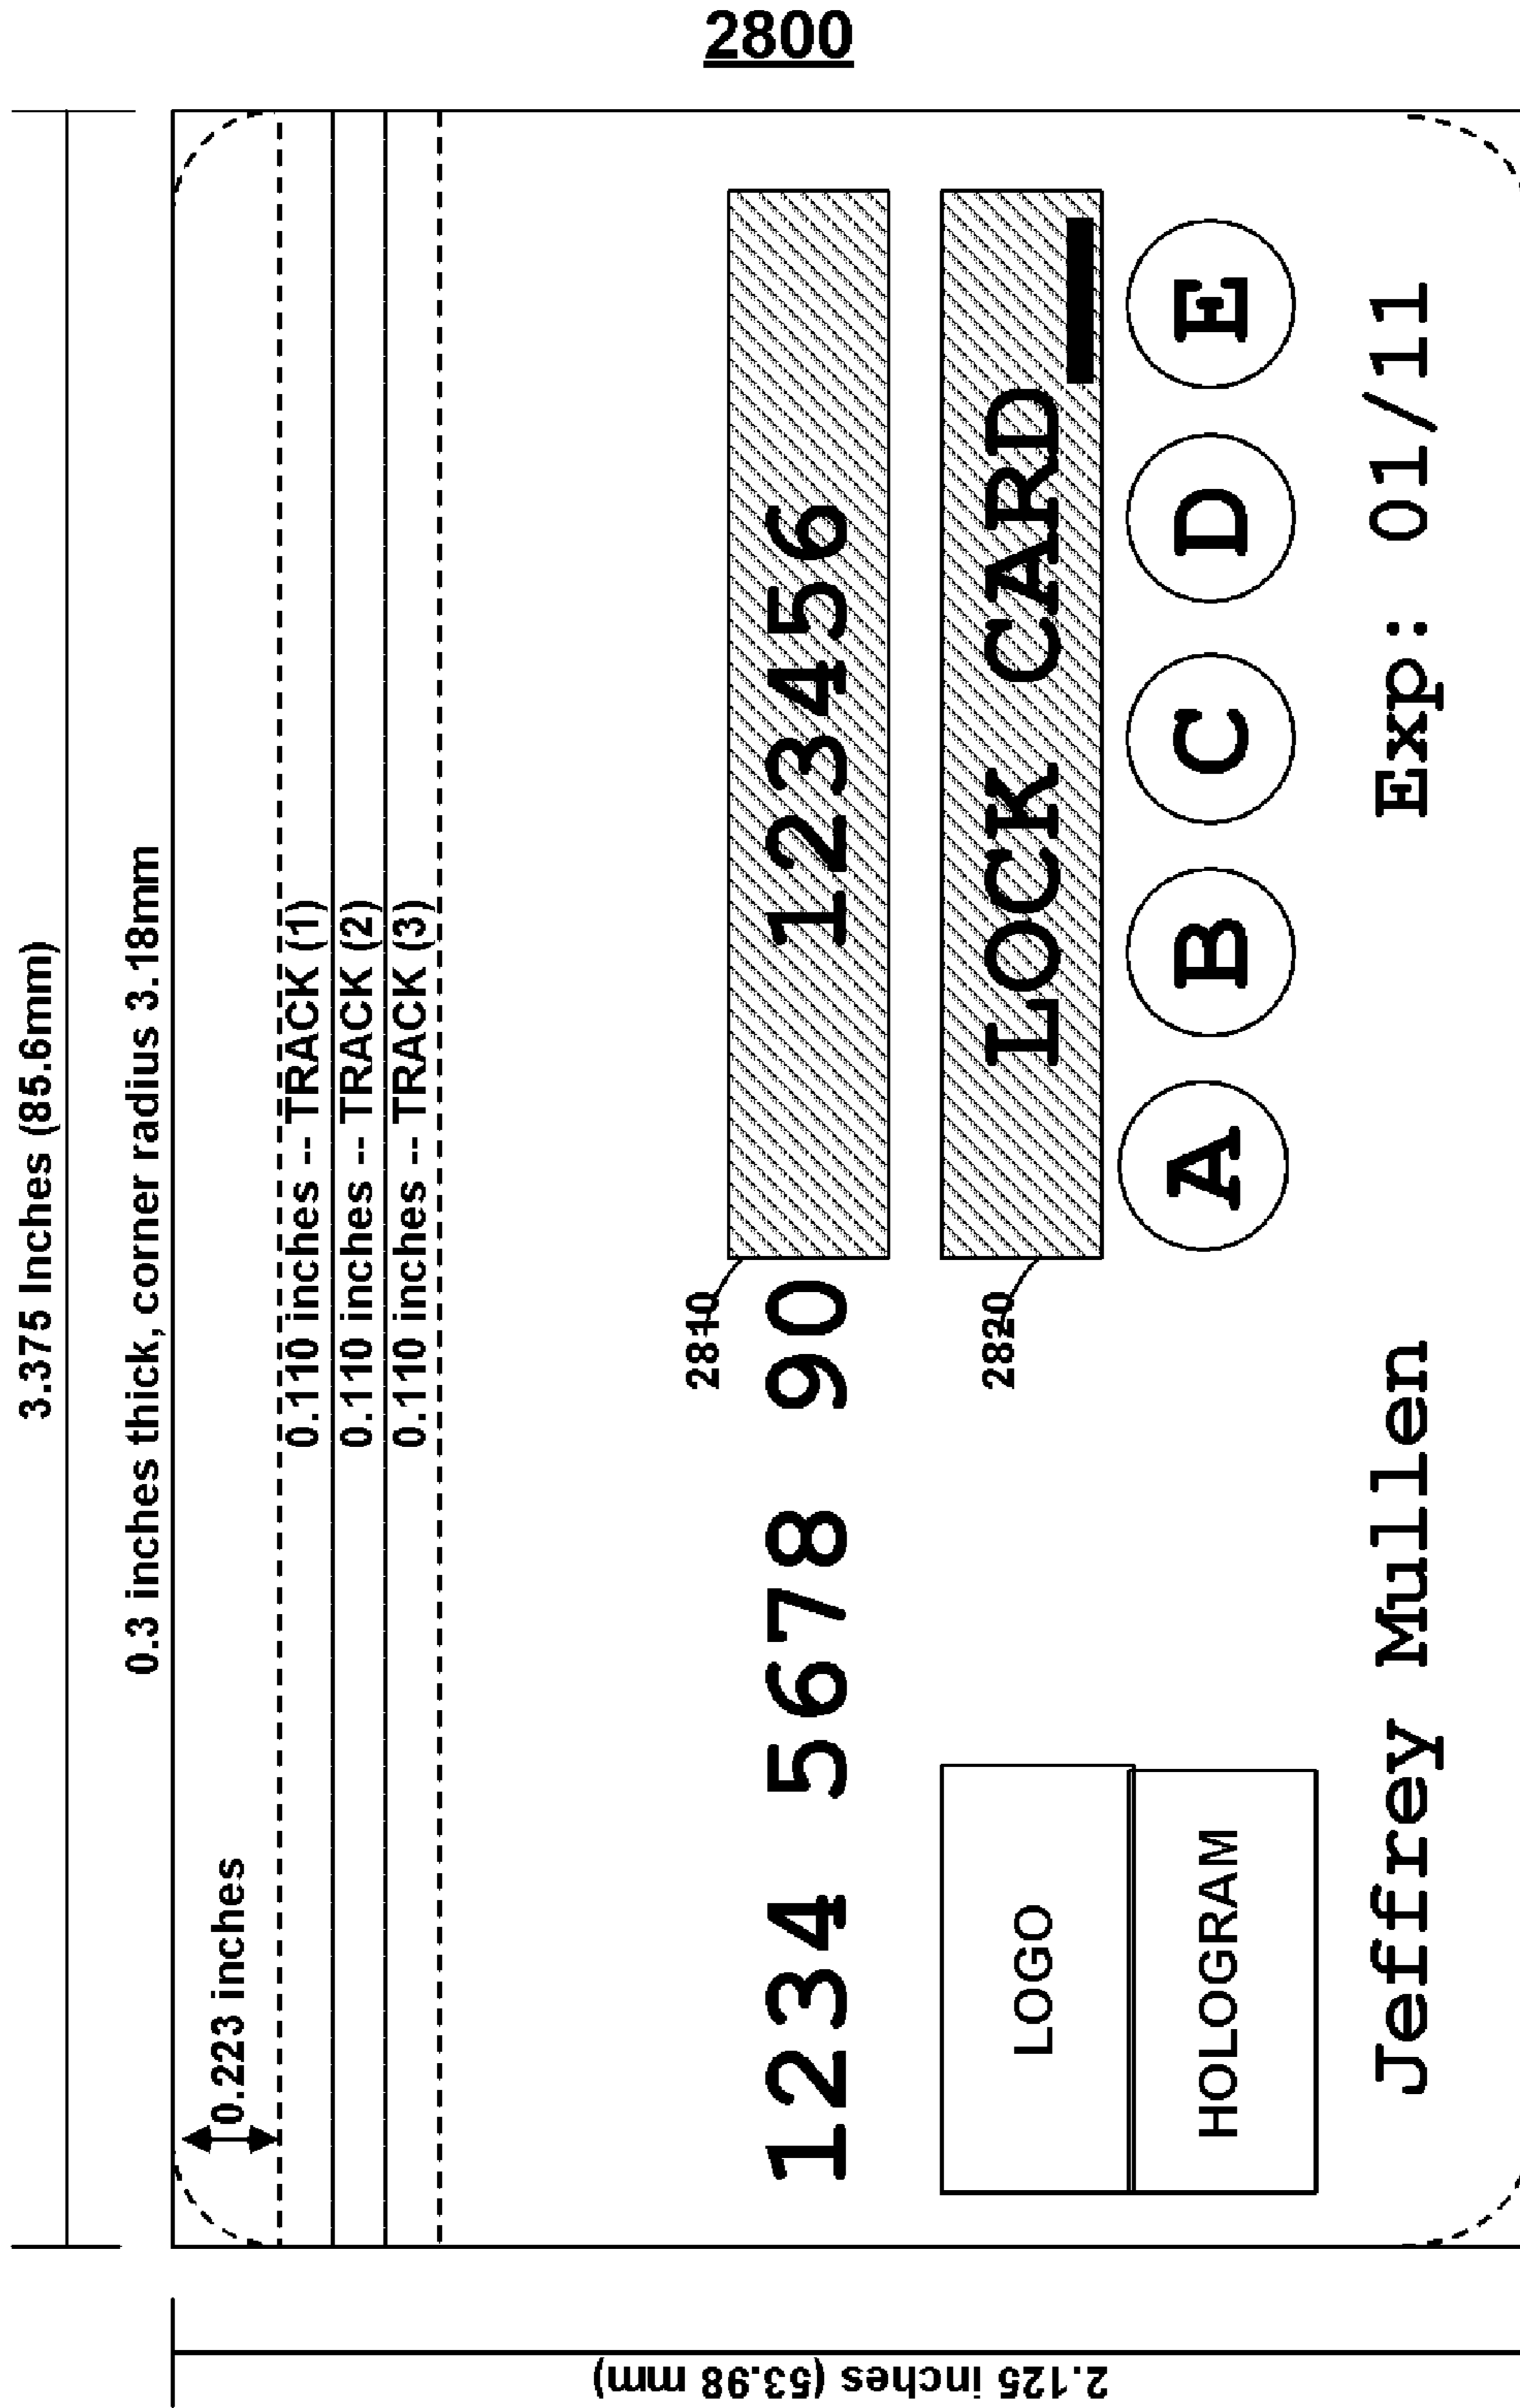 2800
3.375 Inches (85.6mm)
0.3 inches thick, corner radius 3.18mm
0.223 inches
0.110 inches -- TRACK (1)
0.110 inches -- TRACK (2)
0.110 inches -- TRACK (3)
2810
1234 5678 90 123456
2820
LOGO
LOCK CARD
HOLOGRAM
A B C D E
Jeffrey Mullen Exp: 01/11
2.125 inches (53.98 mm)